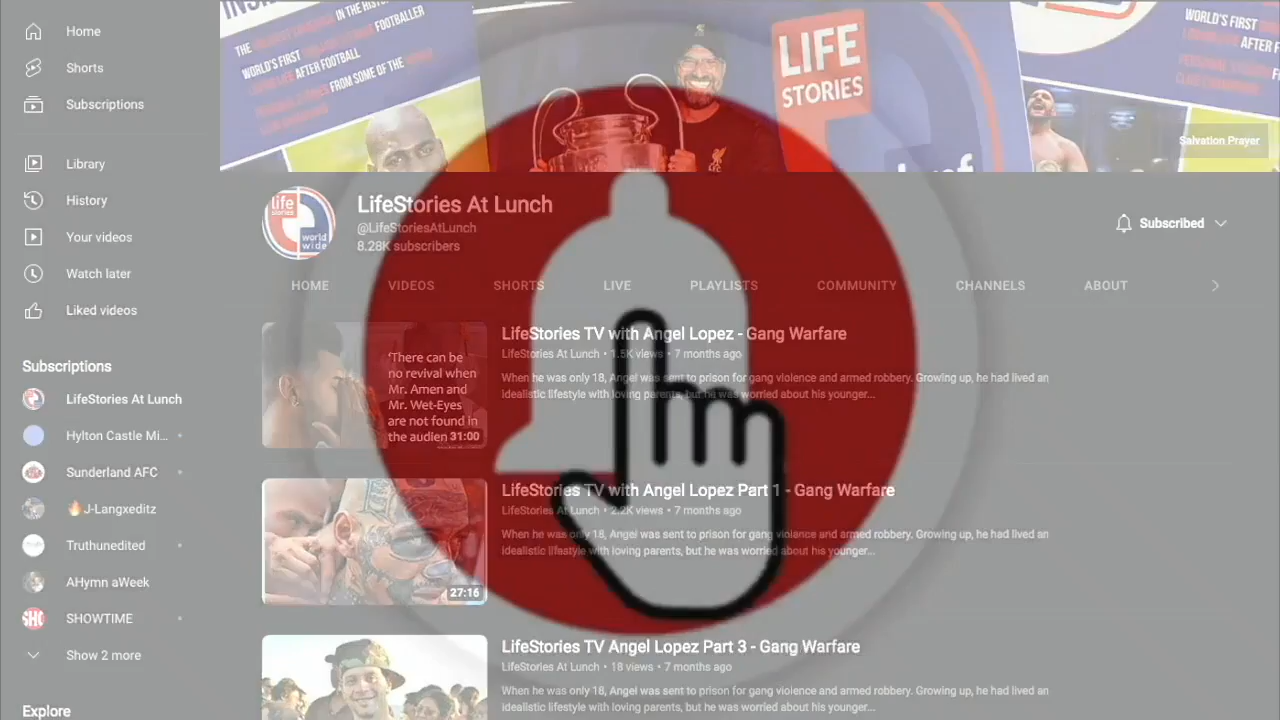 Home
Shorts
Subscriptions
Library
History
Your videos
Watch later
Liked videos
Subscriptions
LifeStories At Lunch
Hylton Castle Mi...
Sunderland AFC
🔥J-Langxeditz
Truthunedited
AHymn aWeek
SHOWTIME
Show 2 more
Explore
THE IN THE HIS FOOTBALLER
WORLD'S FIRST
AFTER FOOTBALL
FROM SOME OF THE
LIFE
STORIES
WORLD'S FIRST
AFTER F
Salvation Prayer
life
stories
world
wide
LifeStories At Lunch
@LifeStoriesAtLunch
8.28K subscribers
Subscribed
HOME VIDEOS SHORTS LIVE PLAYLISTS COMMUNITY CHANNELS ABOUT
'There can be
no revival when
Mr. Amen and
Mr. Wet-Eyes
are not found in
the audien 31:00
LifeStories TV with Angel Lopez - Gang Warfare
LifeStories At Lunch • 1.5K views • 7 months ago
When he was only 18, Angel was sent to prison for gang violence and armed robbery. Growing up, he had lived an
idealistic lifestyle with loving parents, but he was worried about his younger...
27:16
LifeStories TV with Angel Lopez Part 1 - Gang Warfare
LifeStories At Lunch • 2.2K views • 7 months ago
When he was only 18, Angel was sent to prison for gang violence and armed robbery. Growing up, he had lived an
idealistic lifestyle with loving parents, but he was worried about his younger...
LifeStories TV Angel Lopez Part 3 - Gang Warfare
LifeStories At Lunch • 18 views • 7 months ago
When he was only 18, Angel was sent to prison for gang violence and armed robbery. Growing up, he had lived an
idealistic lifestyle with loving parents, but he was worried about his younger...